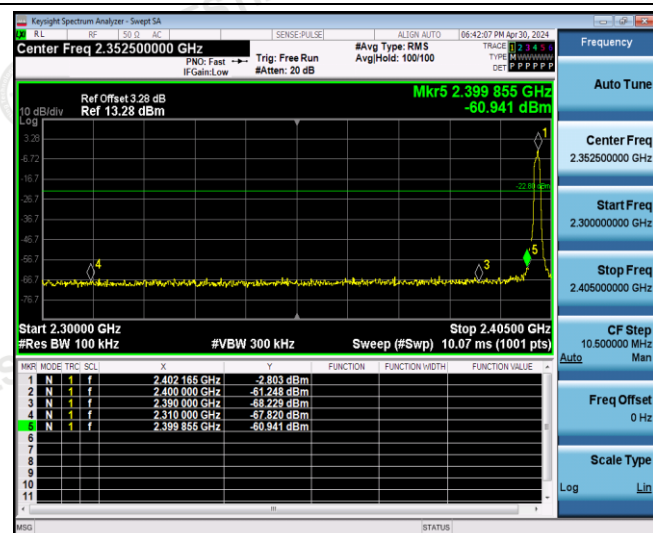 Keysight Spectrum Analyzer - Swept SA
RL RF 50 Ω AC SENSE:PULSE ALIGN AUTO 06:42:07 PM Apr 30, 2024
Center Freq 2.352500000 GHz
PNO: Fast
IFGain:Low
Trig: Free Run
#Atten: 20 dB
#Avg Type: RMS
Avg|Hold: 100/100
TRACE 1 2 3 4 5 6
TYPE M W W W W W
DET P P P P P P
Ref Offset 3.28 dB
10 dB/div Ref 13.28 dBm
Log
Mkr5 2.399 855 GHz
-60.941 dBm
3.28
-6.72
-16.7
-22.80 dBm
-36.7
-46.7
-56.7
-66.7
-76.7
1
4
3
5
Start 2.30000 GHz Stop 2.40500 GHz
#Res BW 100 kHz #VBW 300 kHz Sweep (#Swp) 10.07 ms (1001 pts)
MKR MODE TRC SCL X Y FUNCTION FUNCTION WIDTH FUNCTION VALUE
1 N 1 f 2.402 165 GHz -2.803 dBm
2 N 1 f 2.400 000 GHz -61.248 dBm
3 N 1 f 2.390 000 GHz -68.229 dBm
4 N 1 f 2.310 000 GHz -67.820 dBm
5 N 1 f 2.399 855 GHz -60.941 dBm
6
7
8
9
10
11
MSG STATUS
Frequency
Auto Tune
Center Freq
2.352500000 GHz
Start Freq
2.300000000 GHz
Stop Freq
2.405000000 GHz
CF Step
10.500000 MHz
Auto Man
Freq Offset
0 Hz
Scale Type
Log Lin